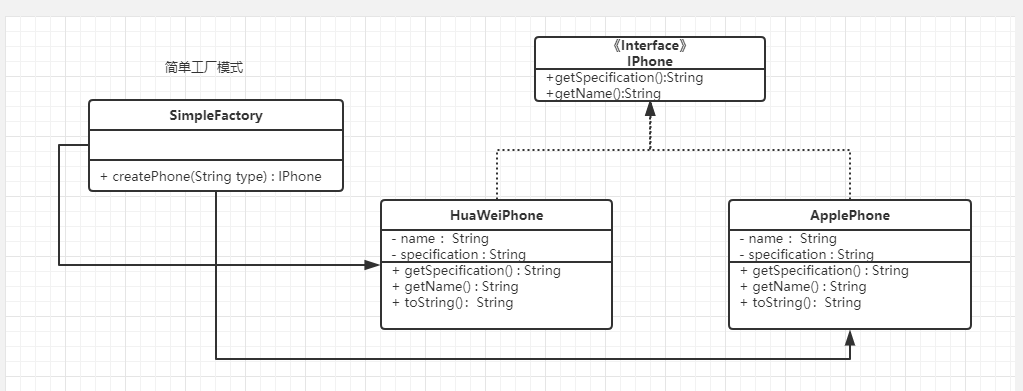 简单工厂模式
SimpleFactory
+ createPhone(String type) : IPhone
《Interface》
IPhone
+getSpecification():String
+getName():String
HuaWeiPhone
- name： String
- specification : String
+ getSpecification() : String
+ getName() : String
+ toString()： String
ApplePhone
- name： String
- specification : String
+ getSpecification() : String
+ getName() : String
+ toString()： String